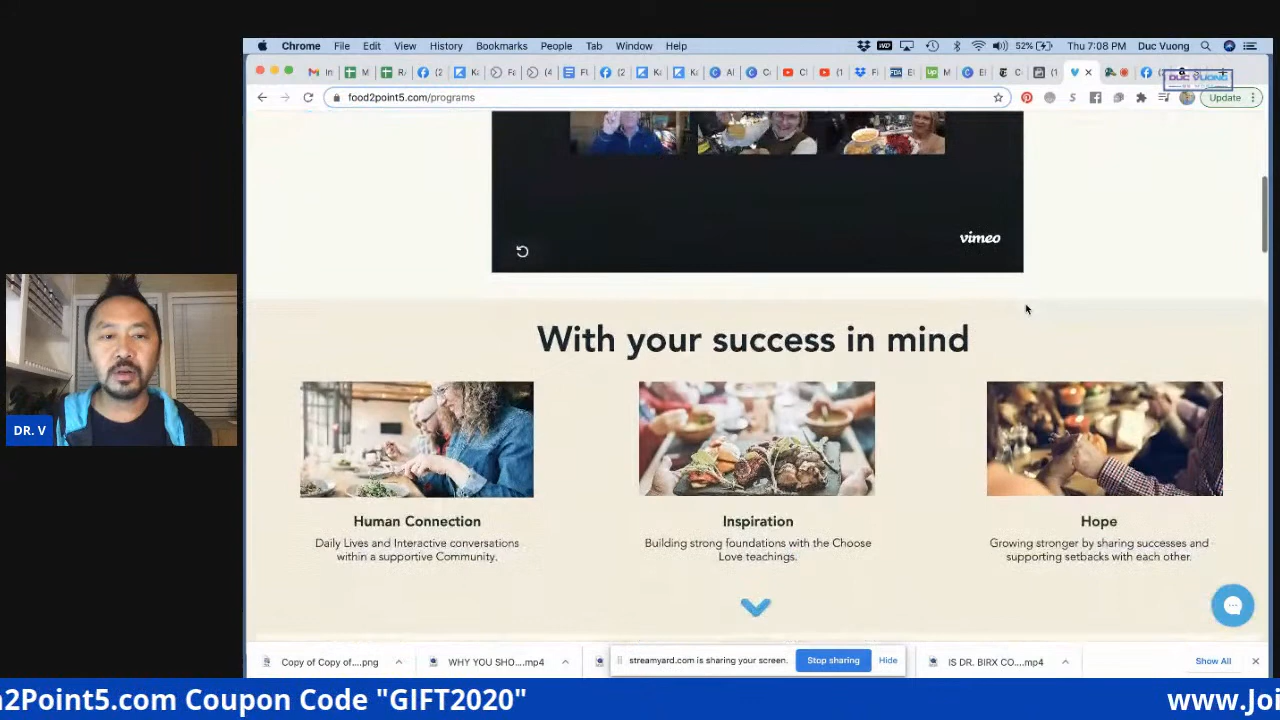 Chrome File Edit View History Bookmarks People Tab Window Help 52% Thu 7:08 PM Duc Vuong
DUC VUONG
food2point5.com/programs Update
vimeo
With your success in mind
DR. V
Human Connection
Daily Lives and Interactive conversations
within a supportive Community.
Inspiration
Building strong foundations with the Choose
Love teachings.
Hope
Growing stronger by sharing successes and
supporting setbacks with each other.
Copy of Copy of....png WHY YOU SHO....mp4 streamyard.com is sharing your screen. Stop sharing Hide IS DR. BIRX CO....mp4 Show All
2Point5.com Coupon Code "GIFT2020" www.Joi